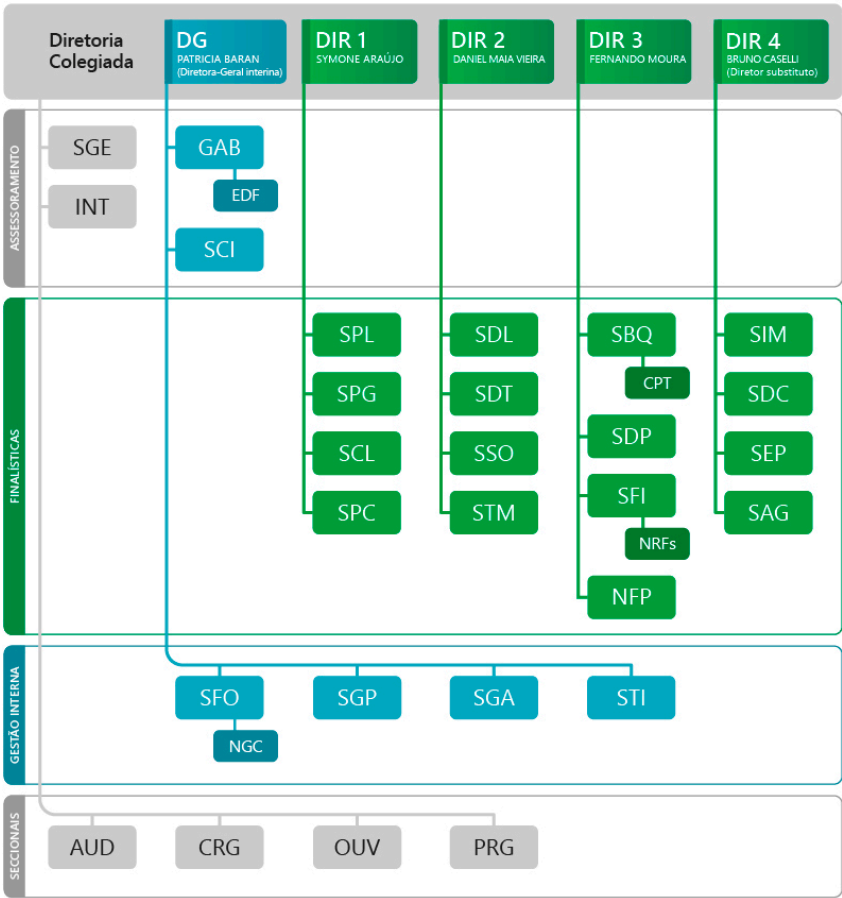 Diretoria
Colegiada
DG
PATRICIA BARAN
(Diretora-Geral interina)
DIR 1
SYMONE ARAÚJO
DIR 2
DANIEL MAIA VIEIRA
DIR 3
FERNANDO MOURA
DIR 4
BRUNO CASELLI
(Diretor substituto)
ASSESSORAMENTO
SGE
GAB
EDF
INT
SCI
FINALÍSTICAS
SPL
SDL
SBQ
SIM
CPT
SPG
SDT
SDC
SDP
SCL
SSO
SEP
SFI
SPC
STM
SAG
NRFs
NFP
GESTÃO INTERNA
SFO
SGP
SGA
STI
NGC
SECCIONAIS
AUD
CRG
OUV
PRG